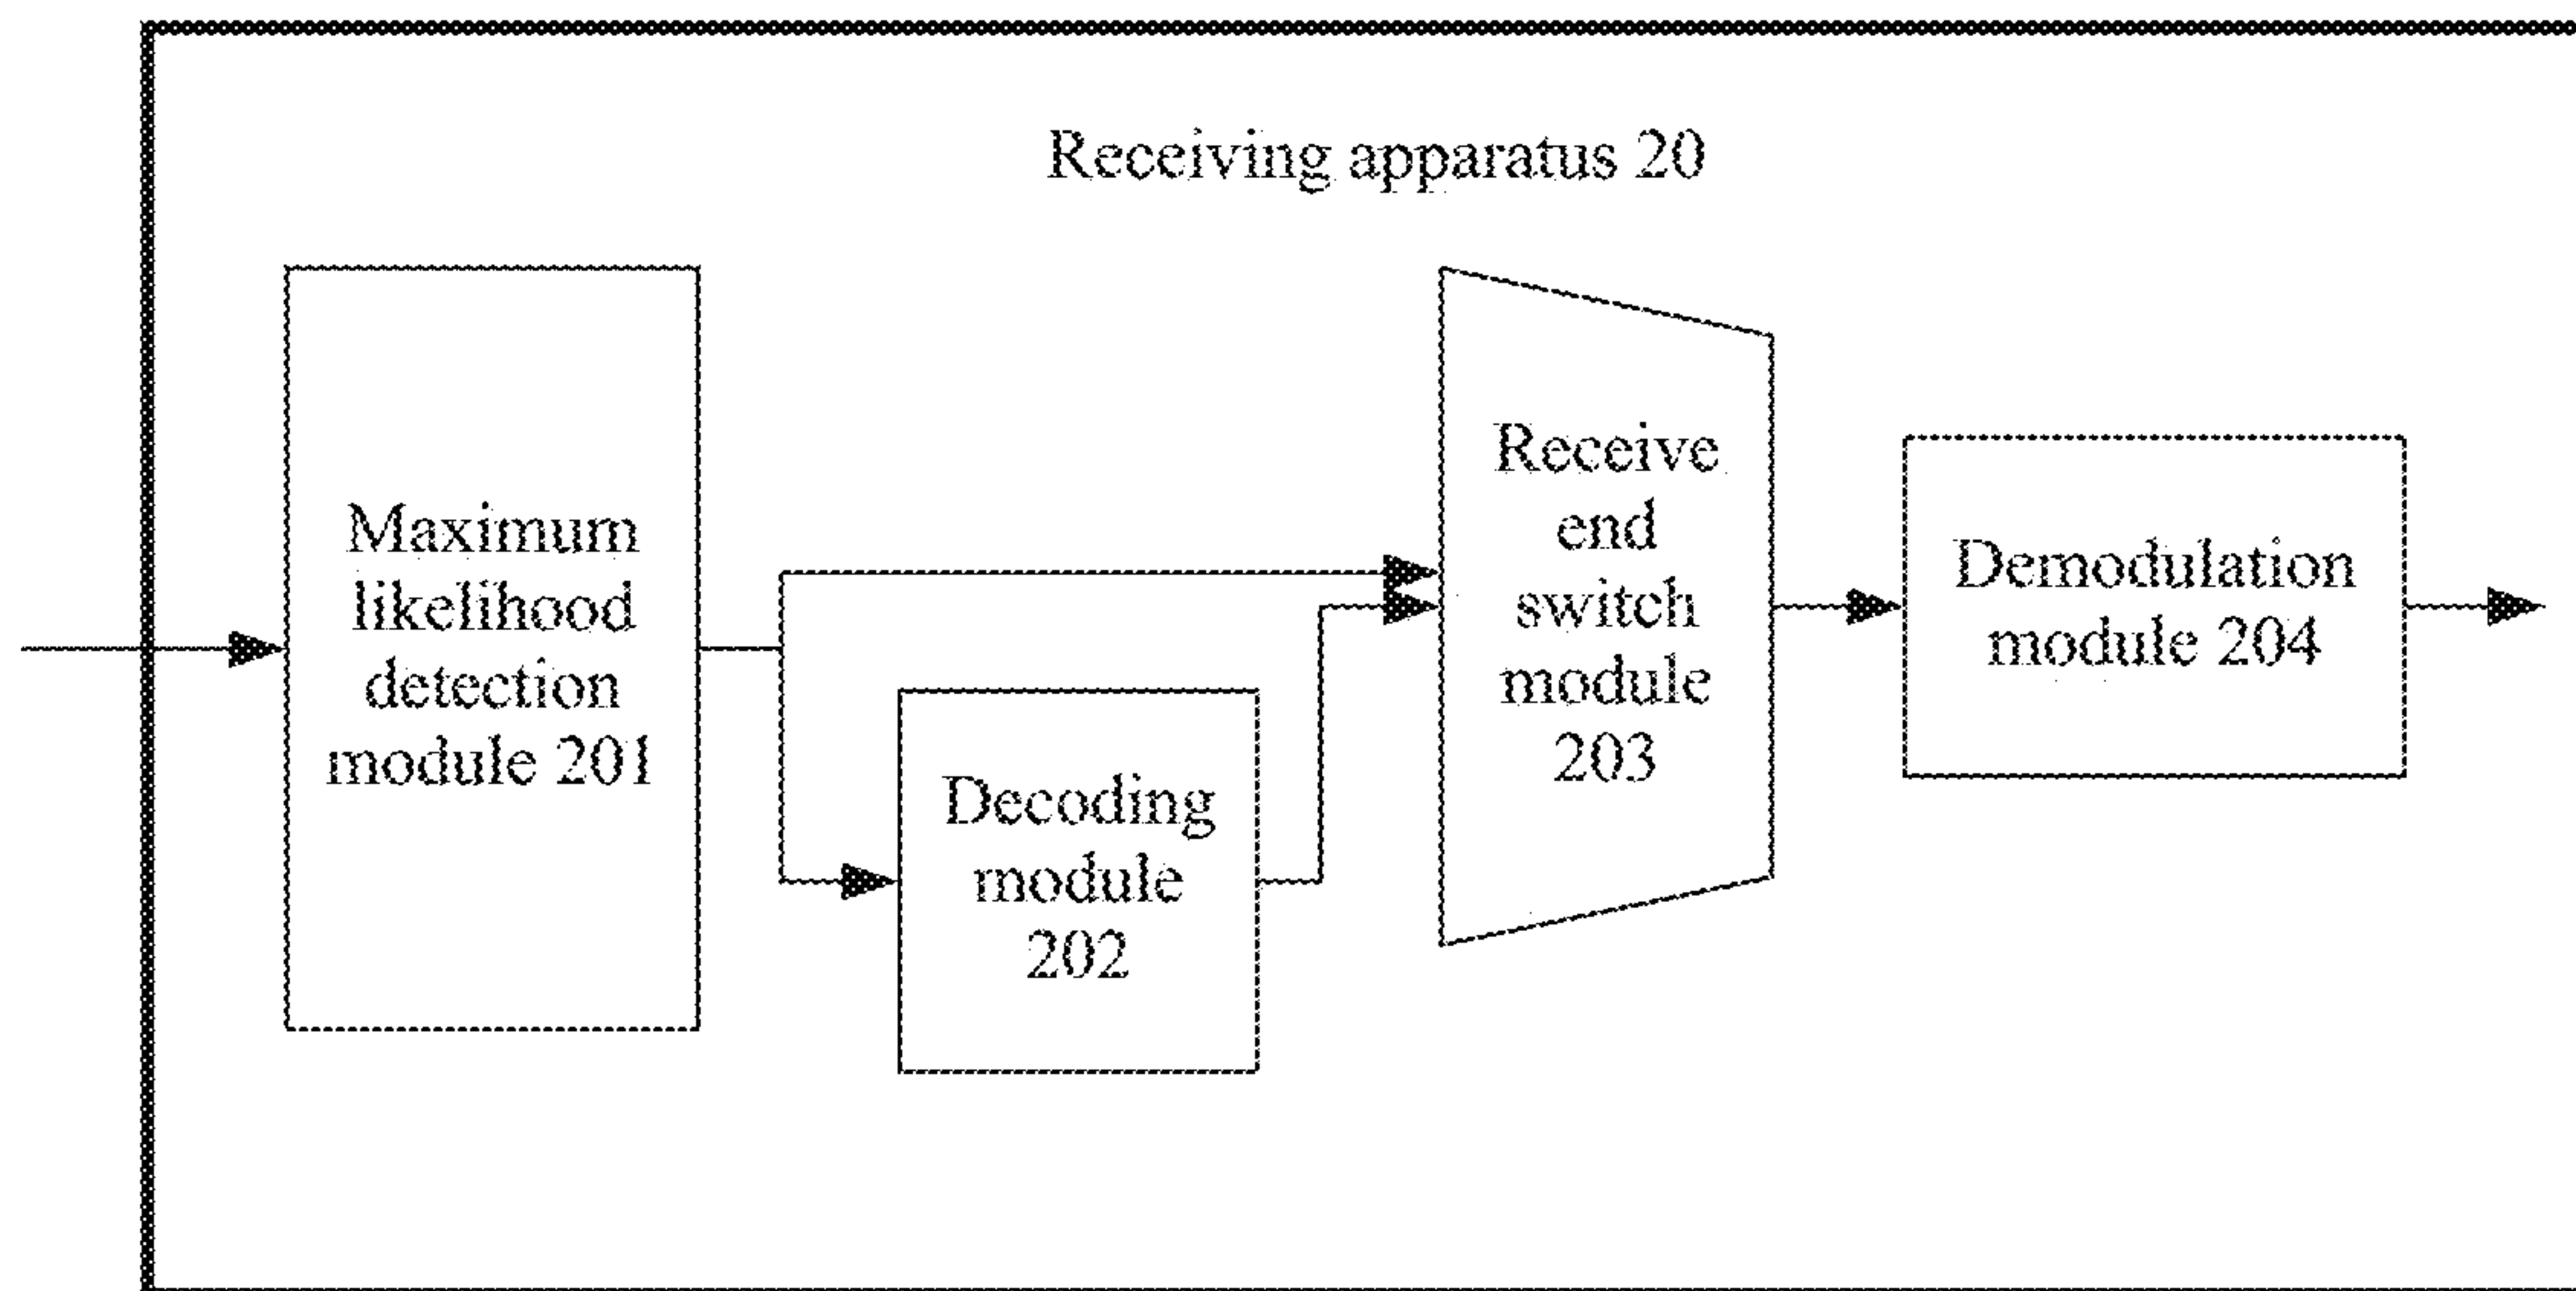 Receiving apparatus 20
Maximum
likelihood
detection
module 201
Decoding
module
202
Receive
end
switch
module
203
Demodulation
module 204